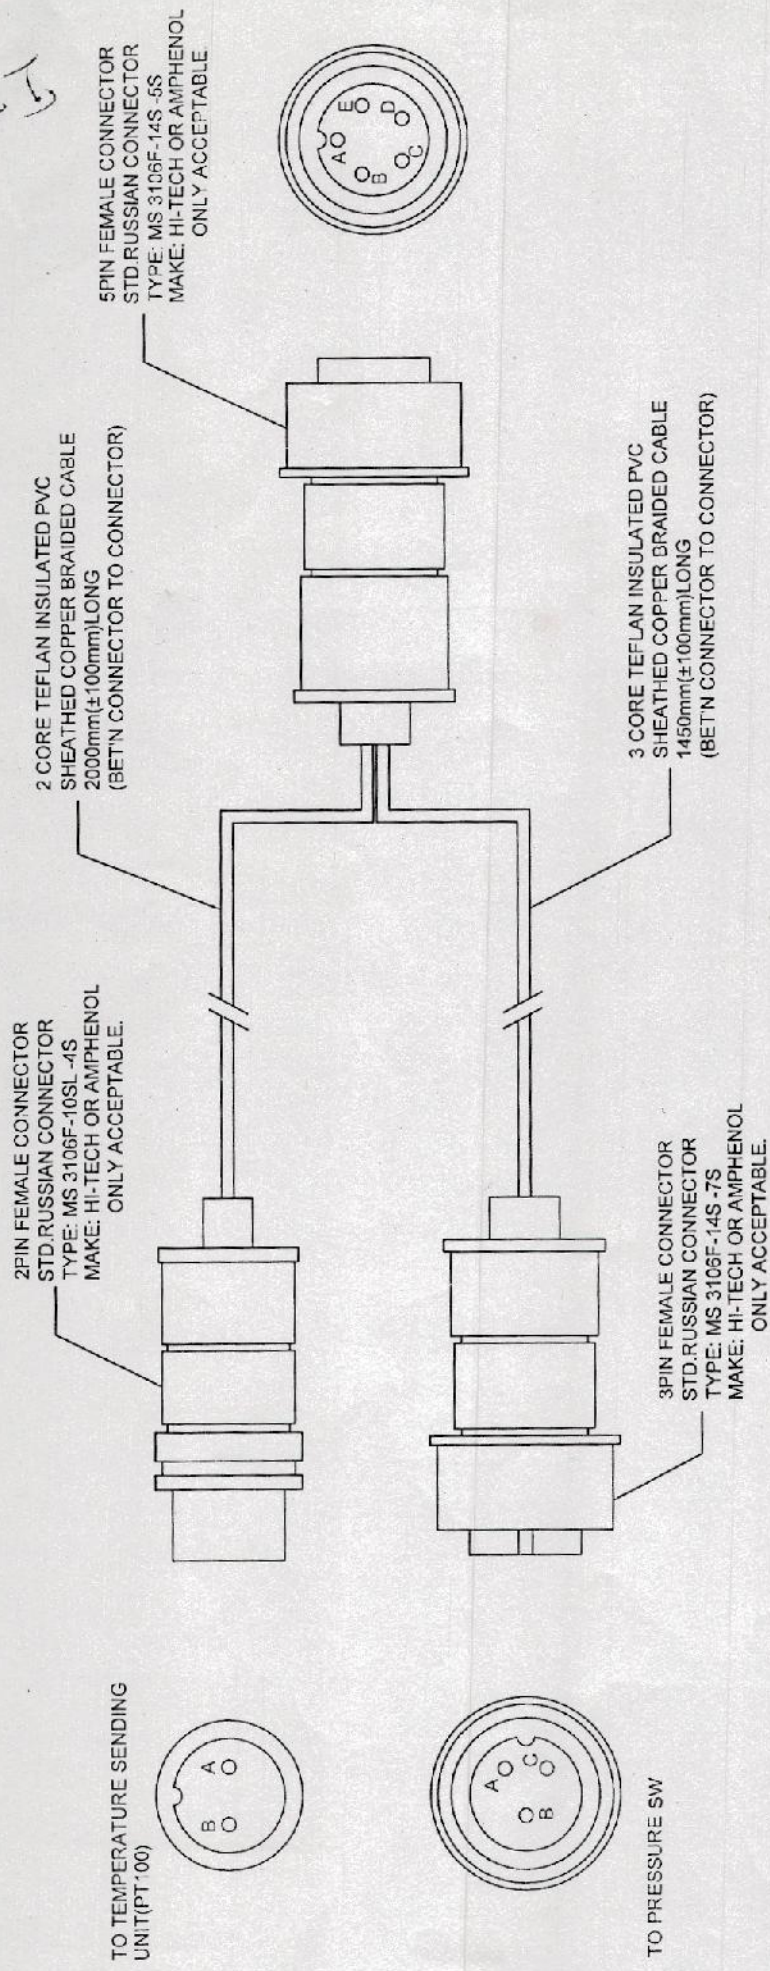 TO TEMPERATURE SENDING
UNIT(PT100)
B
A
2PIN FEMALE CONNECTOR
STD.RUSSIAN CONNECTOR
TYPE: MS 3106F-10SL-4S
MAKE: HI-TECH OR AMPHENOL
ONLY ACCEPTABLE.
2 CORE TEFLAN INSULATED PVC
SHEATHED COPPER BRAIDED CABLE
2000mm(±100mm)LONG
(BET'N CONNECTOR TO CONNECTOR)
5PIN FEMALE CONNECTOR
STD.RUSSIAN CONNECTOR
TYPE: MS 3106F-14S-5S
MAKE: HI-TECH OR AMPHENOL
ONLY ACCEPTABLE.
A
E
B
D
C
TO PRESSURE SW
A
C
B
3PIN FEMALE CONNECTOR
STD.RUSSIAN CONNECTOR
TYPE: MS 3106F-14S-7S
MAKE: HI-TECH OR AMPHENOL
ONLY ACCEPTABLE.
3 CORE TEFLAN INSULATED PVC
SHEATHED COPPER BRAIDED CABLE
1450mm(±100mm)LONG
(BET'N CONNECTOR TO CONNECTOR)